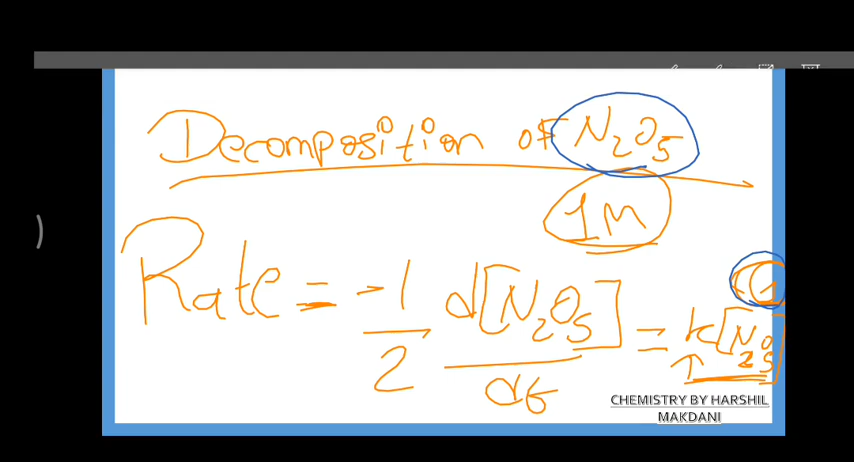 Decomposition of N2O5
1M
Rate = -1/2 d[N2O5]/dt = k[N2O5]
CHEMISTRY BY HARSHIL
MAKDANI